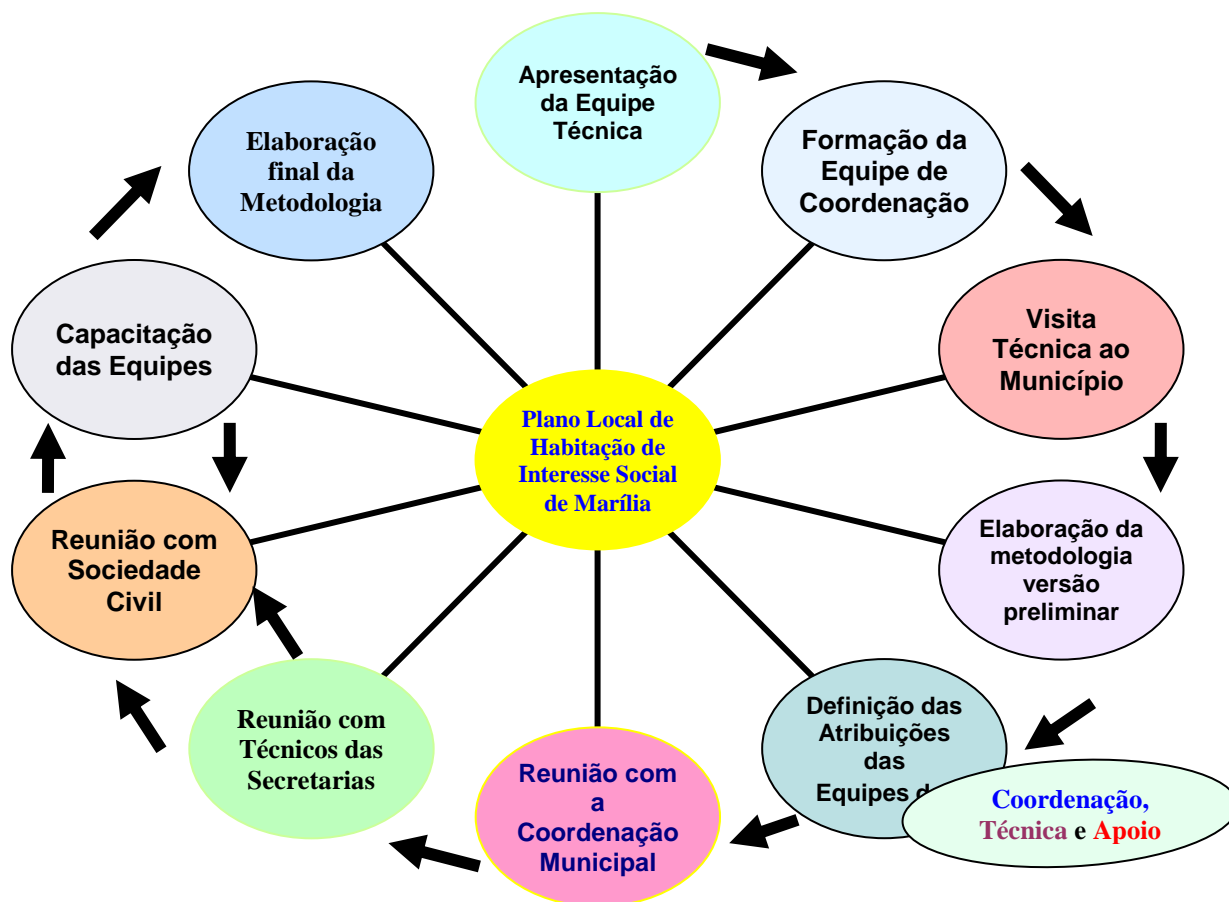 Apresentação
da Equipe
Técnica
Formação da
Equipe de
Coordenação
Visita
Técnica ao
Município
Elaboração da
metodologia
versão
preliminar
Definição das
Atribuições
das
Equipes
Coordenação,
Técnica e Apoio
Reunião com
a
Coordenação
Municipal
Reunião com
Técnicos das
Secretarias
Reunião com
Sociedade
Civil
Capacitação
das Equipes
Elaboração
final da
Metodologia
Plano Local de
Habitação de
Interesse Social
de Marília